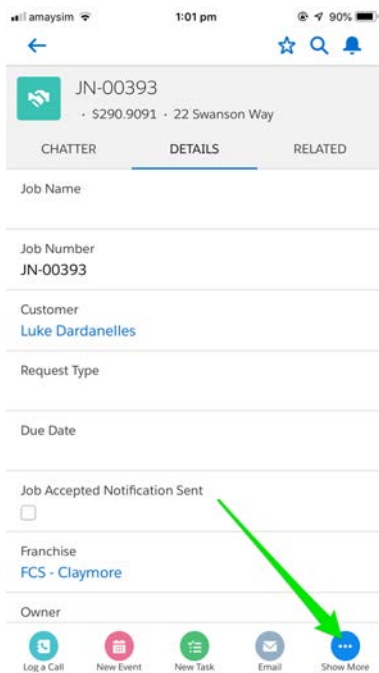 amaysim 1:01 pm 90%
JN-00393
· $290.9091 · 22 Swanson Way
CHATTER DETAILS RELATED
Job Name
Job Number
JN-00393
Customer
Luke Dardanelles
Request Type
Due Date
Job Accepted Notification Sent
Franchise
FCS - Claymore
Owner
Log a Call New Event New Task Email Show More